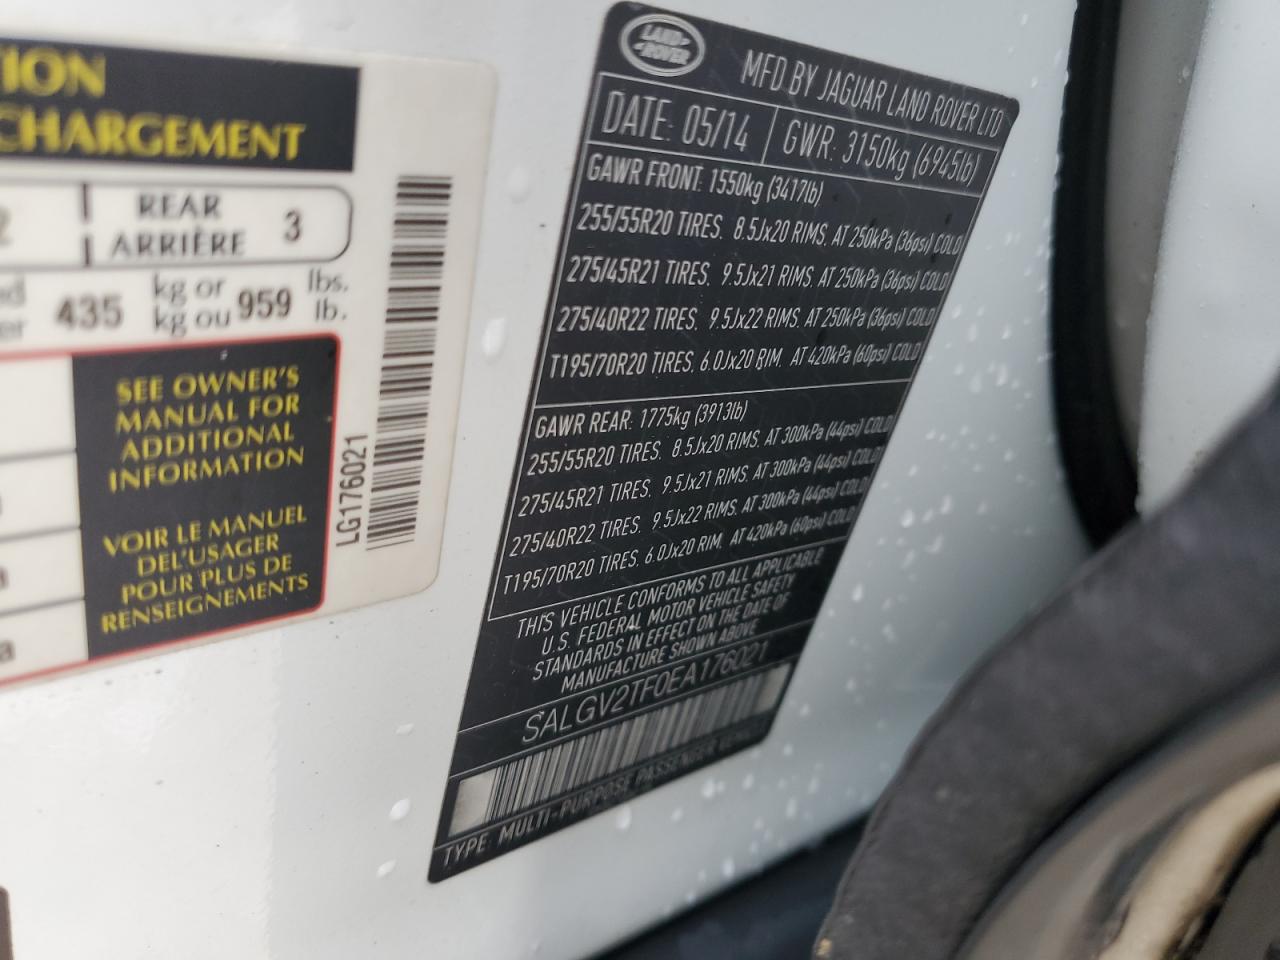 TION
CHARGEMENT
2 REAR
ARRIÈRE 3
435 kg or
kg ou 959 lbs.
lb.
SEE OWNER'S
MANUAL FOR
ADDITIONAL
INFORMATION
VOIR LE MANUEL
DEL'USAGER
POUR PLUS DE
RENSEIGNEMENTS
LG176021
LAND
ROVER
MFD BY JAGUAR LAND ROVER LTD
DATE: 05/14 GWR: 3150kg (6945lb)
GAWR FRONT: 1550kg (3417lb)
255/55R20 TIRES. 8.5Jx20 RIMS. AT 250kPa (36psi) COLD
275/45R21 TIRES. 9.5Jx21 RIMS. AT 250kPa (36psi) COLD
275/40R22 TIRES. 9.5Jx22 RIMS. AT 250kPa (36psi) COLD
T195/70R20 TIRES. 6.0Jx20 RIM. AT 420kPa (60psi) COLD
GAWR REAR: 1775kg (3913lb)
255/55R20 TIRES. 8.5Jx20 RIMS. AT 300kPa (44psi) COLD
275/45R21 TIRES. 9.5Jx21 RIMS. AT 300kPa (44psi) COLD
275/40R22 TIRES. 9.5Jx22 RIMS. AT 300kPa (44psi) COLD
T195/70R20 TIRES. 6.0Jx20 RIM. AT 420kPa (60psi) COLD
THIS VEHICLE CONFORMS TO ALL APPLICABLE
U.S. FEDERAL MOTOR VEHICLE SAFETY
STANDARDS IN EFFECT ON THE DATE OF
MANUFACTURE SHOWN ABOVE
SALGV2TF0EA176021
TYPE: MULTI-PURPOSE PASSENGER VEHICLE